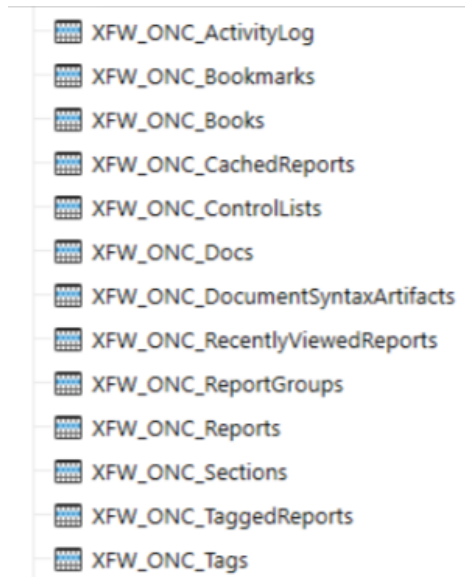 XFW_ONC_ActivityLog
XFW_ONC_Bookmarks
XFW_ONC_Books
XFW_ONC_CachedReports
XFW_ONC_ControlLists
XFW_ONC_Docs
XFW_ONC_DocumentSyntaxArtifacts
XFW_ONC_RecentlyViewedReports
XFW_ONC_ReportGroups
XFW_ONC_Reports
XFW_ONC_Sections
XFW_ONC_TaggedReports
XFW_ONC_Tags